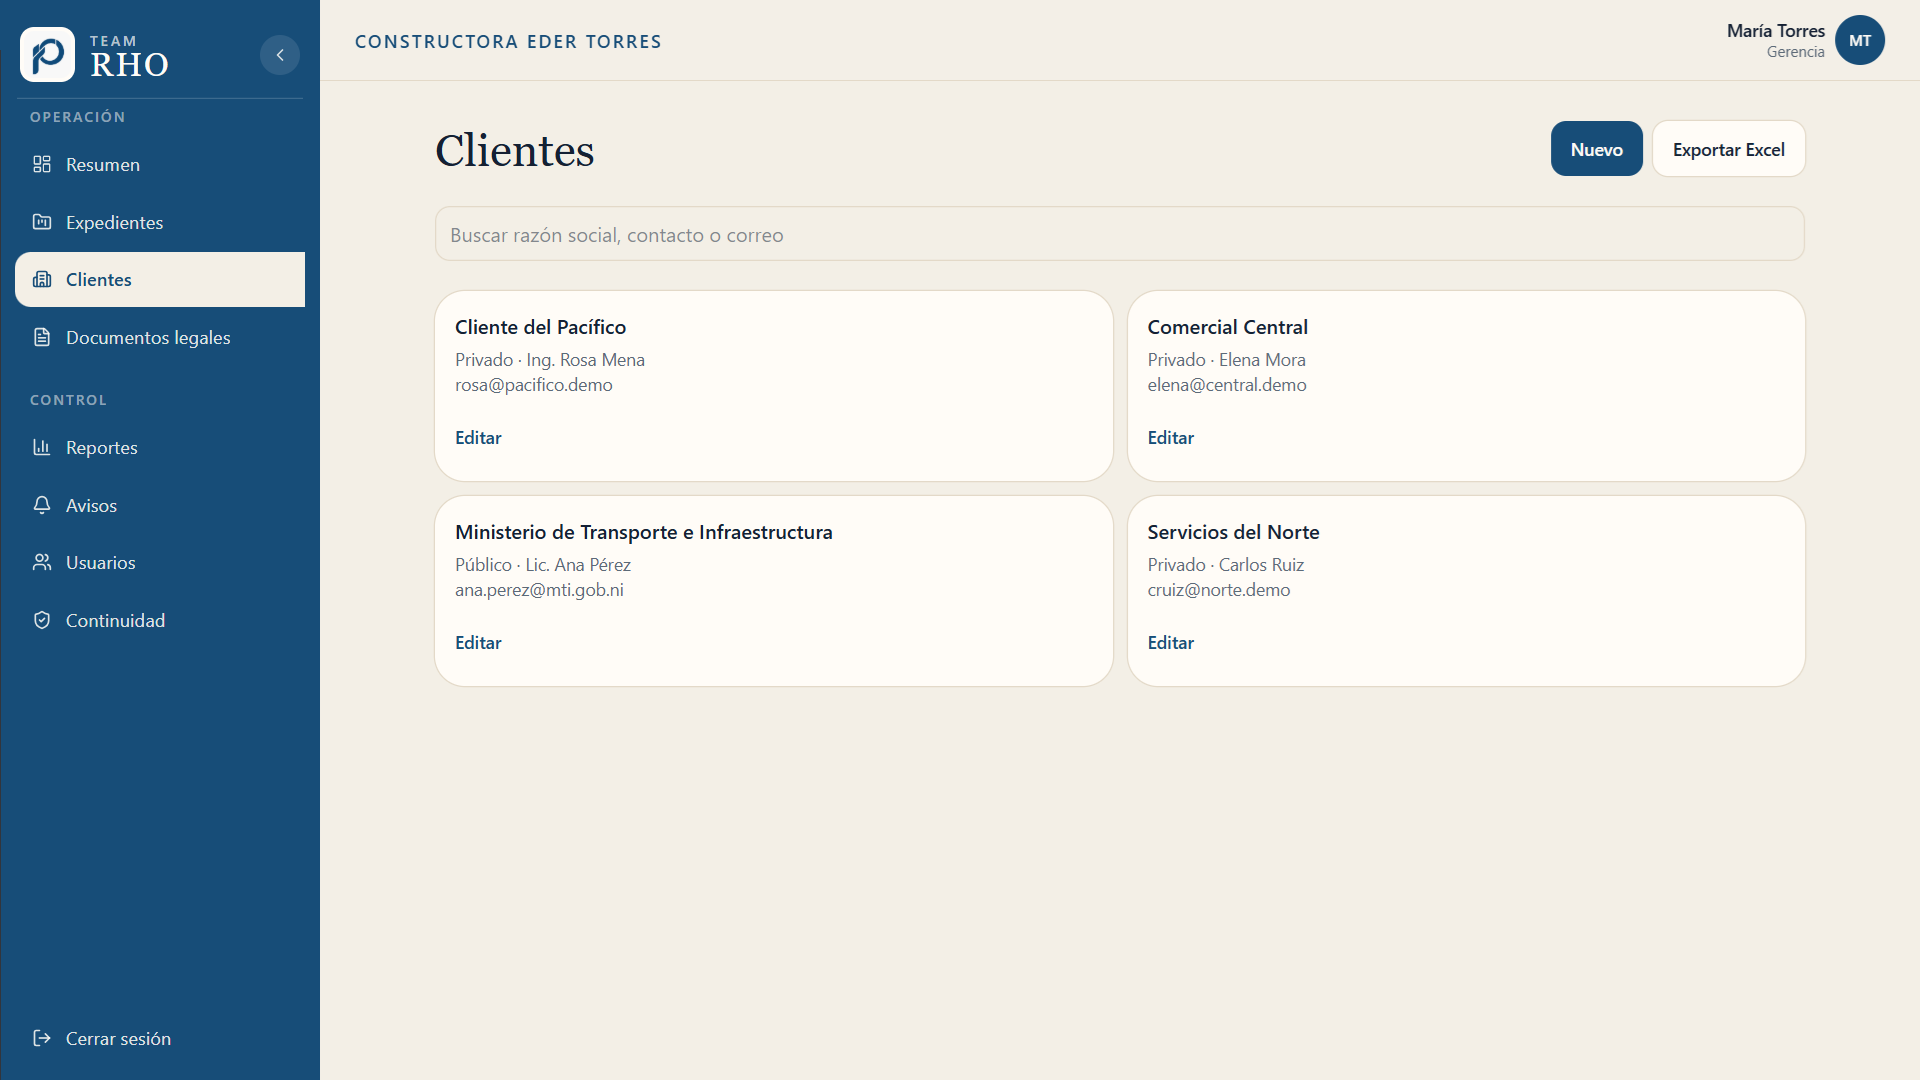 TEAM
RHO
OPERACIÓN
Resumen
Expedientes
Clientes
Documentos legales
CONTROL
Reportes
Avisos
Usuarios
Continuidad
Cerrar sesión
CONSTRUCTORA EDER TORRES
María Torres
Gerencia
MT
Clientes
Nuevo
Exportar Excel
Buscar razón social, contacto o correo
Cliente del Pacífico
Privado · Ing. Rosa Mena
rosa@pacifico.demo
Editar
Comercial Central
Privado · Elena Mora
elena@central.demo
Editar
Ministerio de Transporte e Infraestructura
Público · Lic. Ana Pérez
ana.perez@mti.gob.ni
Editar
Servicios del Norte
Privado · Carlos Ruiz
cruiz@norte.demo
Editar